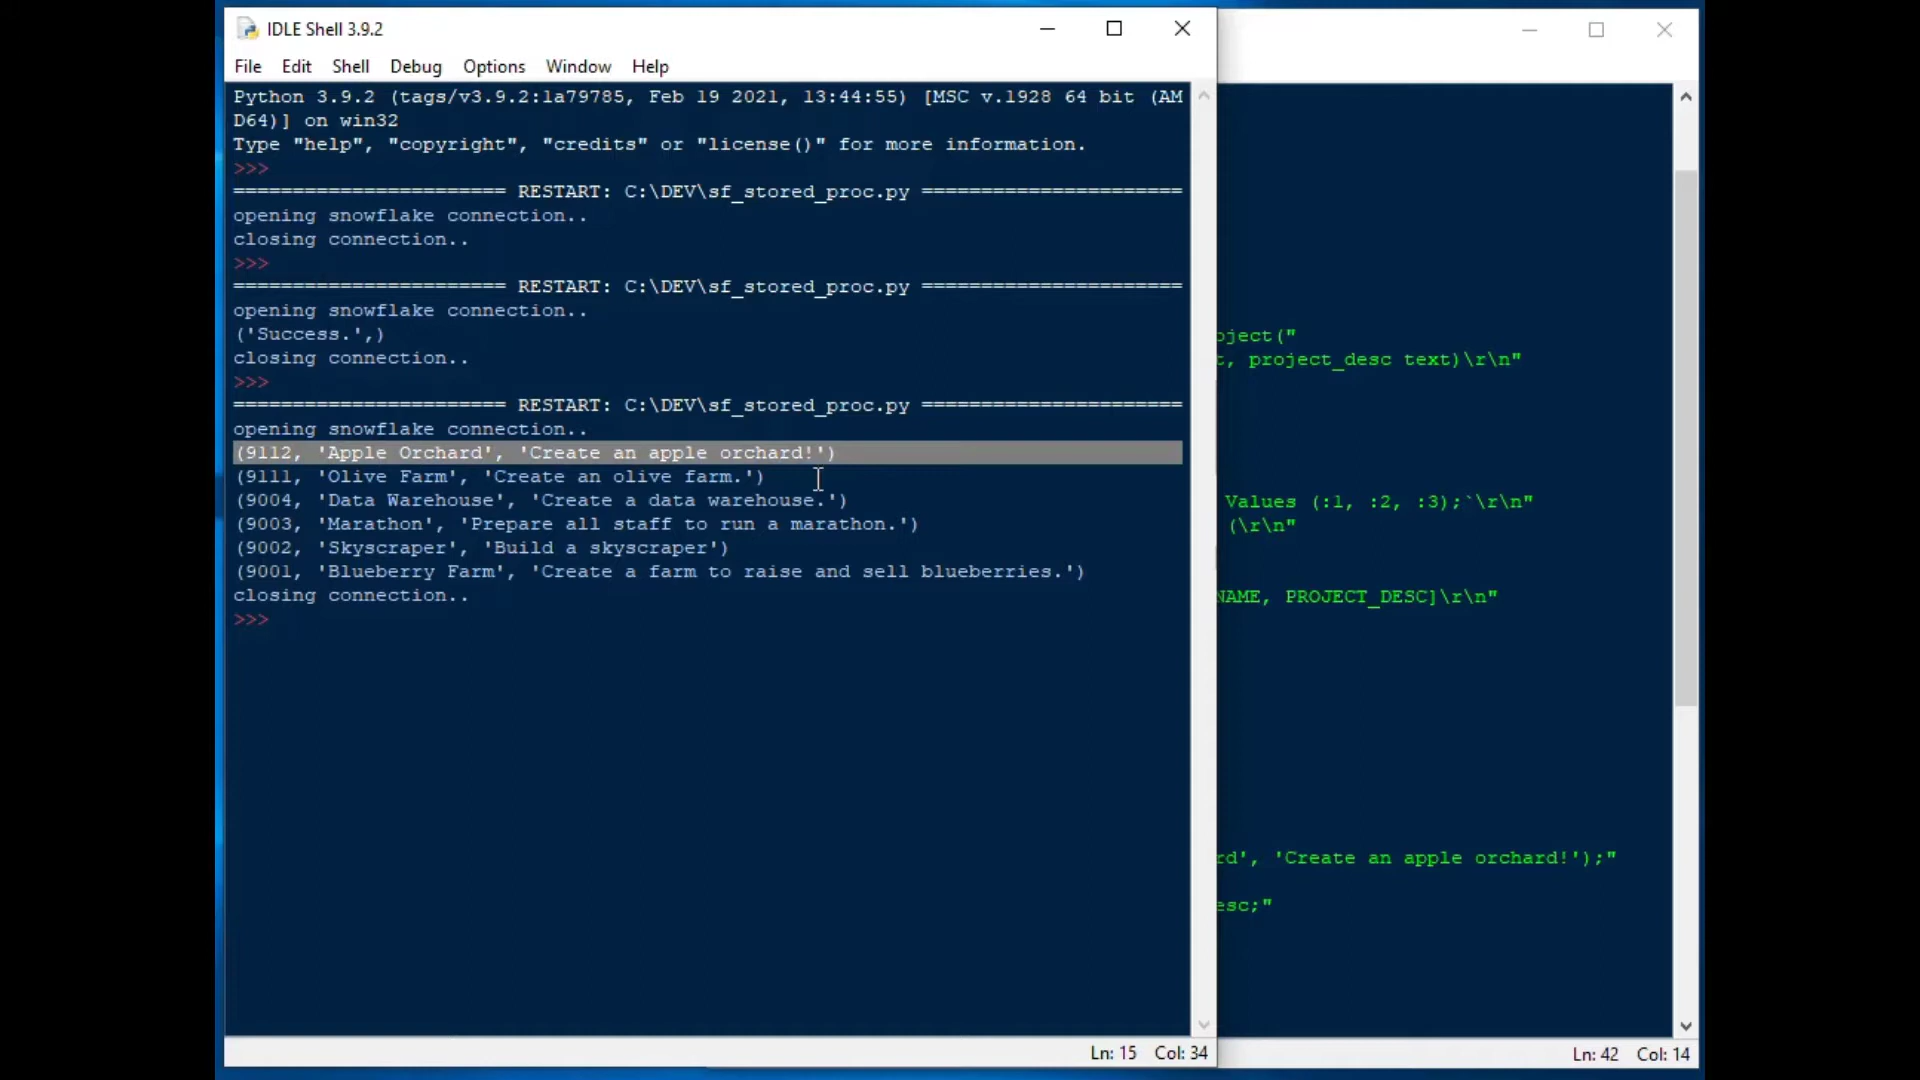 IDLE Shell 3.9.2
File Edit Shell Debug Options Window Help
Python 3.9.2 (tags/v3.9.2:1a79785, Feb 19 2021, 13:44:55) [MSC v.1928 64 bit (AM
D64)] on win32
Type "help", "copyright", "credits" or "license()" for more information.
>>>
======================= RESTART: C:\DEV\sf_stored_proc.py ======================
opening snowflake connection..
closing connection..
>>>
======================= RESTART: C:\DEV\sf_stored_proc.py ======================
opening snowflake connection..
('Success.',)
closing connection..
>>>
======================= RESTART: C:\DEV\sf_stored_proc.py ======================
opening snowflake connection..
(9112, 'Apple Orchard', 'Create an apple orchard!')
(9111, 'Olive Farm', 'Create an olive farm.')
(9004, 'Data Warehouse', 'Create a data warehouse.')
(9003, 'Marathon', 'Prepare all staff to run a marathon.')
(9002, 'Skyscraper', 'Build a skyscraper')
(9001, 'Blueberry Farm', 'Create a farm to raise and sell blueberries.')
closing connection..
>>>
Ln: 15 Col: 34
oject("
t, project_desc text)\r\n"
Values (:1, :2, :3);`\r\n"
(\r\n"
NAME, PROJECT_DESC]\r\n"
rd', 'Create an apple orchard!');"
esc;"
Ln: 42 Col: 14